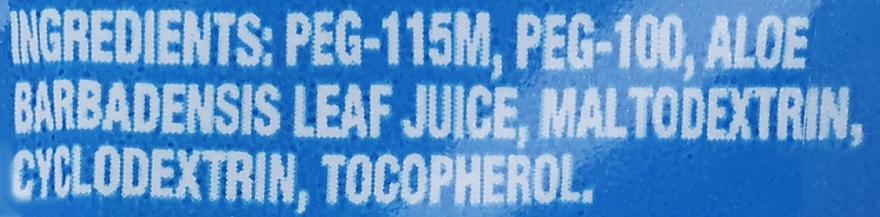 INGREDIENTS: PEG-115M, PEG-100, ALOE
BARBADENSIS LEAF JUICE, MALTODEXTRIN,
CYCLODEXTRIN, TOCOPHEROL.